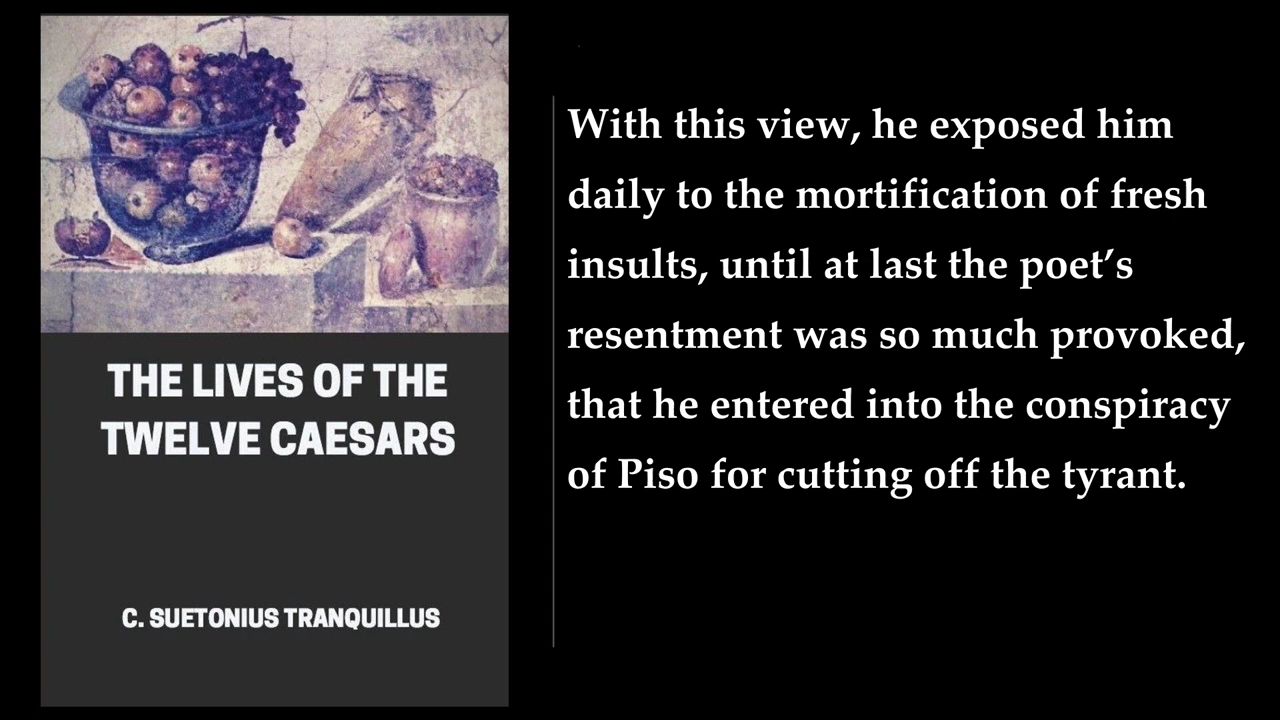 THE LIVES OF THE
TWELVE CAESARS
C. SUETONIUS TRANQUILLUS
With this view, he exposed him
daily to the mortification of fresh
insults, until at last the poet’s
resentment was so much provoked,
that he entered into the conspiracy
of Piso for cutting off the tyrant.